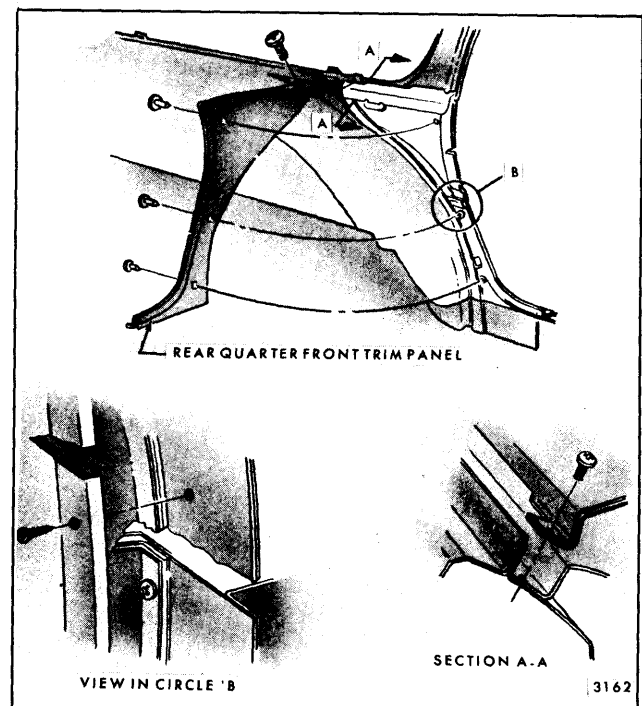 A
A
B
REAR QUARTER FRONT TRIM PANEL
VIEW IN CIRCLE 'B
SECTION A-A
3162